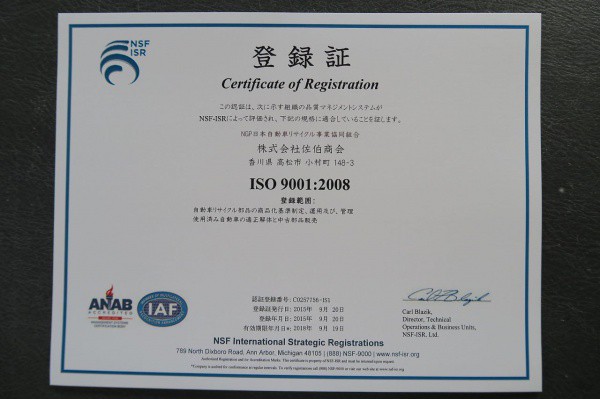 NSF
ISR
登録証
Certificate of Registration
この認証は、次に示す組織の品質マネジメントシステムが
NSF-ISRによって評価され、下記の規格に適合していることを証します。
NGP日本自動車リサイクル事業協同組合
株式会社佐伯商会
香川県 高松市 小村町 148-3
ISO 9001:2008
登録範囲:
自動車リサイクル部品の商品化基準制定、運用及び、管理
使用済み自動車の適正解体と中古部品販売
認証登録番号: C0257756-IS1
登録証発行日: 2015年 9月 20日
登録年月日: 2015年 9月 20日
有効期限年月日*: 2018年 9月 19日
ANAB
ACCREDITED
IAF
Carl Blazik,
Director, Technical
Operations & Business Units,
NSF-ISR, Ltd.
NSF International Strategic Registrations
789 North Dixboro Road, Ann Arbor, Michigan 48105 | (888) NSF-9000 | www.nsf-isr.org